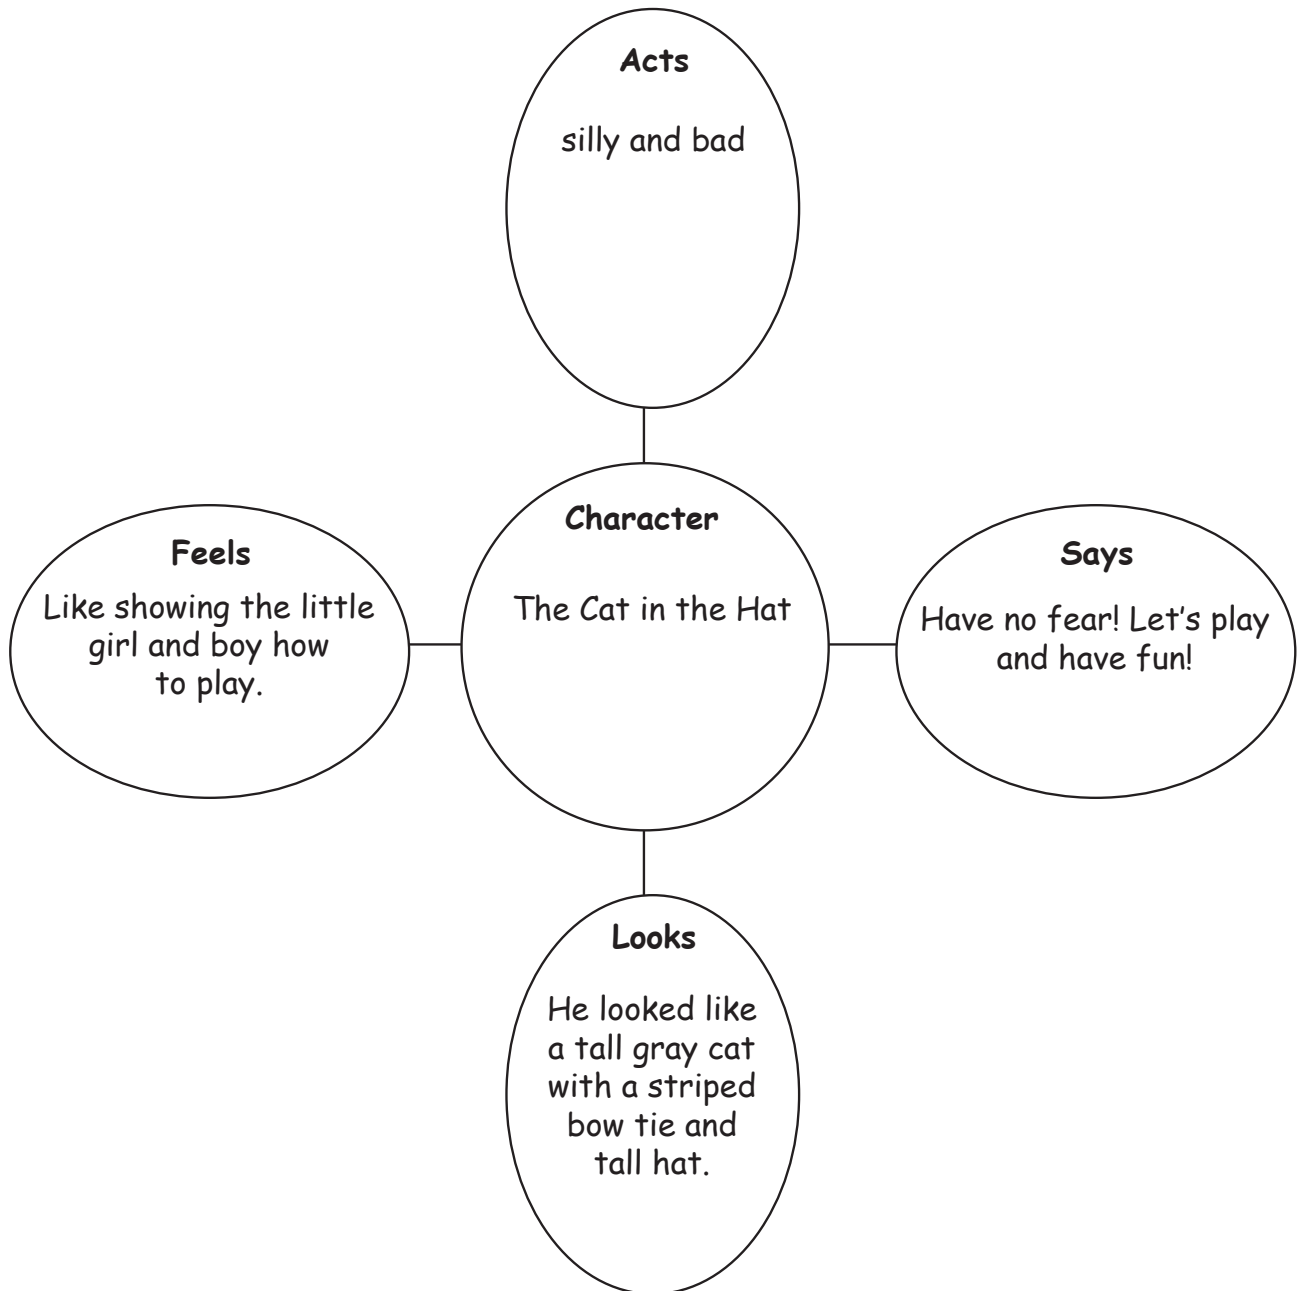 Acts
silly and bad
Character
The Cat in the Hat
Feels
Like showing the little
girl and boy how
to play.
Says
Have no fear! Let's play
and have fun!
Looks
He looked like
a tall gray cat
with a striped
bow tie and
tall hat.